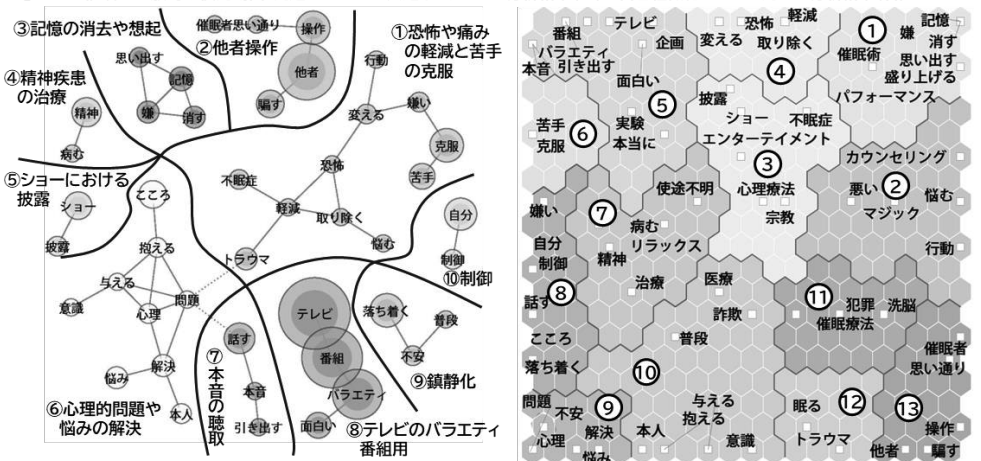 ③記憶の消去や想起
催眠者思い通り
操作
②他者操作
他者
騙す
①恐怖や痛み
の軽減と苦手
の克服
行動
思い出す
記憶
嫌
消す
④精神疾患
の治療
精神
病む
変える
嫌い
克服
苦手
恐怖
不眠症
軽減
取り除く
悩む
トラウマ
⑤ショーにおける
披露
ショー
披露
こころ
抱える
与える
意識
心理
問題
解決
悩み
本人
⑥心理的問題や
悩みの解決
自分
制御
⑩制御
話す
本音
引き出す
⑦本音の聴取
テレビ
番組
バラエティ
面白い
⑧テレビのバラエティ
番組用
落ち着く
普段
不安
⑨鎮静化
テレビ
番組
バラエティ
本音 引き出す
企画
面白い
⑤
変える
恐怖
軽減
取り除く
④
①
嫌
記憶
消す
催眠術
思い出す
盛り上げる
パフォーマンス
披露
ショー
不眠症
エンターテイメント
③
心理療法
宗教
苦手
克服
⑥
実験
本当に
使途不明
カウンセリング
悪い
②
悩む
マジック
行動
嫌い
⑦
病む
リラックス
精神
治療
自分
制御
⑧
話す
こころ
落ち着く
医療
詐欺
普段
⑩
⑪
犯罪
洗脳
催眠療法
催眠者
思い通り
問題
不安
⑨
心理
解決
悩み
本人
与える
抱える
意識
眠る
⑫
トラウマ
⑬
他者
操作
騙す